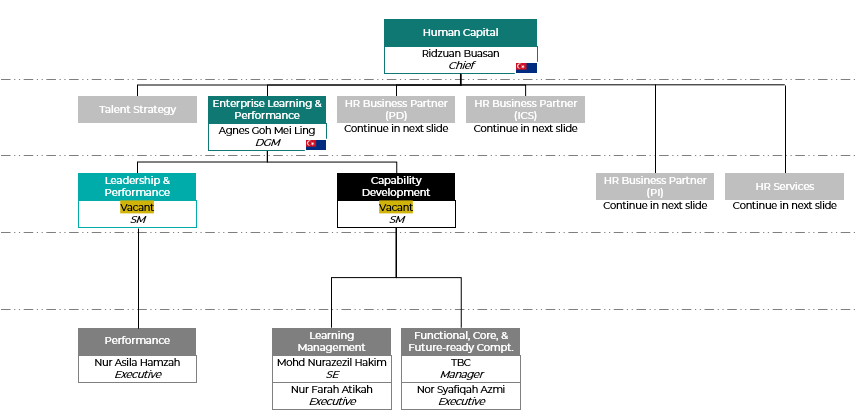 Human Capital
Ridzuan Buasan
Chief
Talent Strategy
Enterprise Learning &
Performance
Agnes Goh Mei Ling
DGM
HR Business Partner
(PD)
Continue in next slide
HR Business Partner
(ICS)
Continue in next slide
Leadership &
Performance
Vacant
SM
Capability
Development
Vacant
SM
HR Business Partner
(PI)
Continue in next slide
HR Services
Continue in next slide
Performance
Nur Asila Hamzah
Executive
Learning
Management
Mohd Nurazezil Hakim
SE
Nur Farah Atikah
Executive
Functional, Core, &
Future-ready Compt.
TBC
Manager
Nor Syafiqah Azmi
Executive